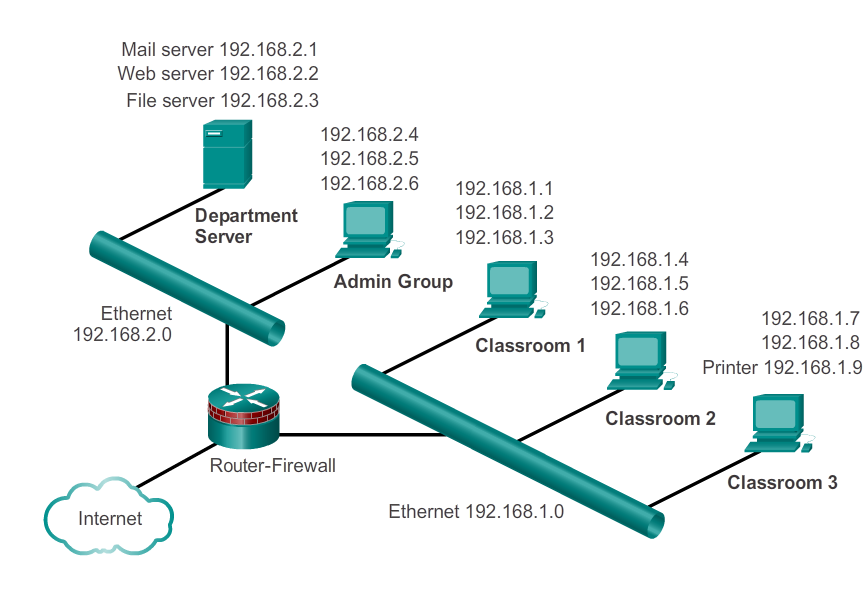 Mail server 192.168.2.1
Web server 192.168.2.2
File server 192.168.2.3
Department
Server
192.168.2.4
192.168.2.5
192.168.2.6
Admin Group
Ethernet
192.168.2.0
192.168.1.1
192.168.1.2
192.168.1.3
Classroom 1
192.168.1.4
192.168.1.5
192.168.1.6
Classroom 2
192.168.1.7
192.168.1.8
Printer 192.168.1.9
Classroom 3
Router-Firewall
Ethernet 192.168.1.0
Internet